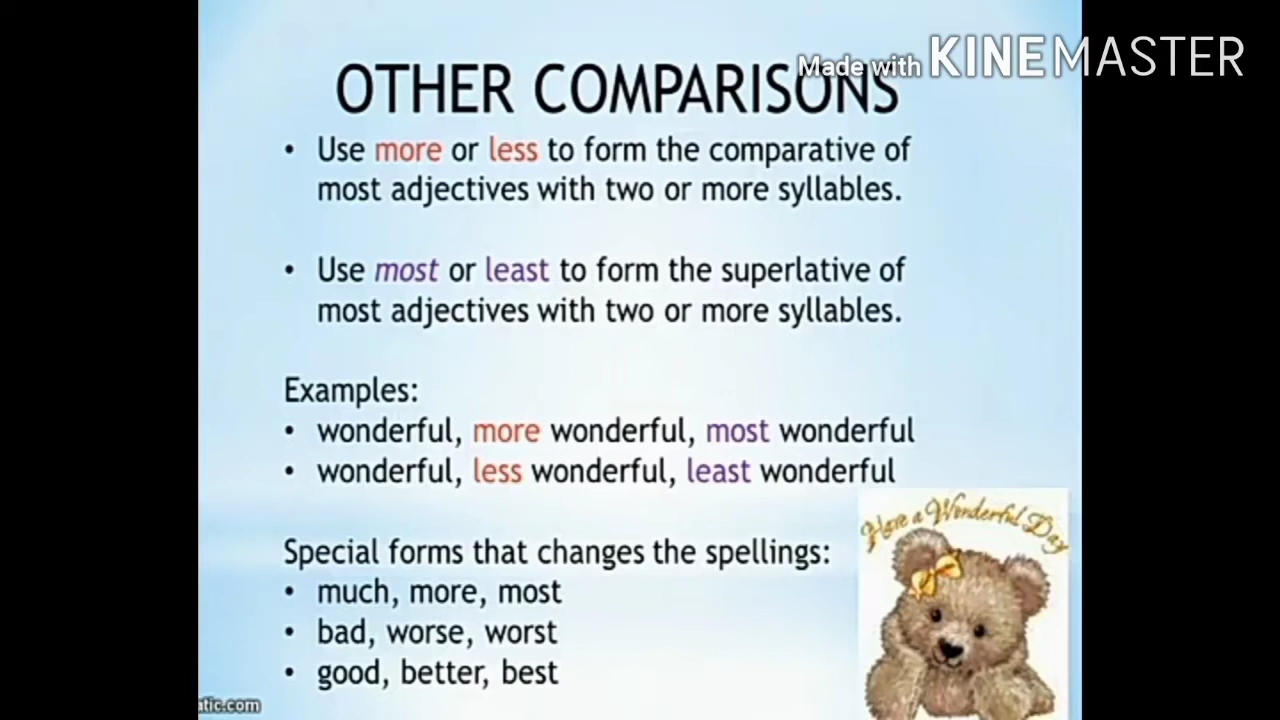 Made with KINEMASTER
OTHER COMPARISONS
• Use more or less to form the comparative of
most adjectives with two or more syllables.
• Use most or least to form the superlative of
most adjectives with two or more syllables.
Examples:
• wonderful, more wonderful, most wonderful
• wonderful, less wonderful, least wonderful
Special forms that changes the spellings:
• much, more, most
• bad, worse, worst
• good, better, best
Have a Wonderful Day
atic.com